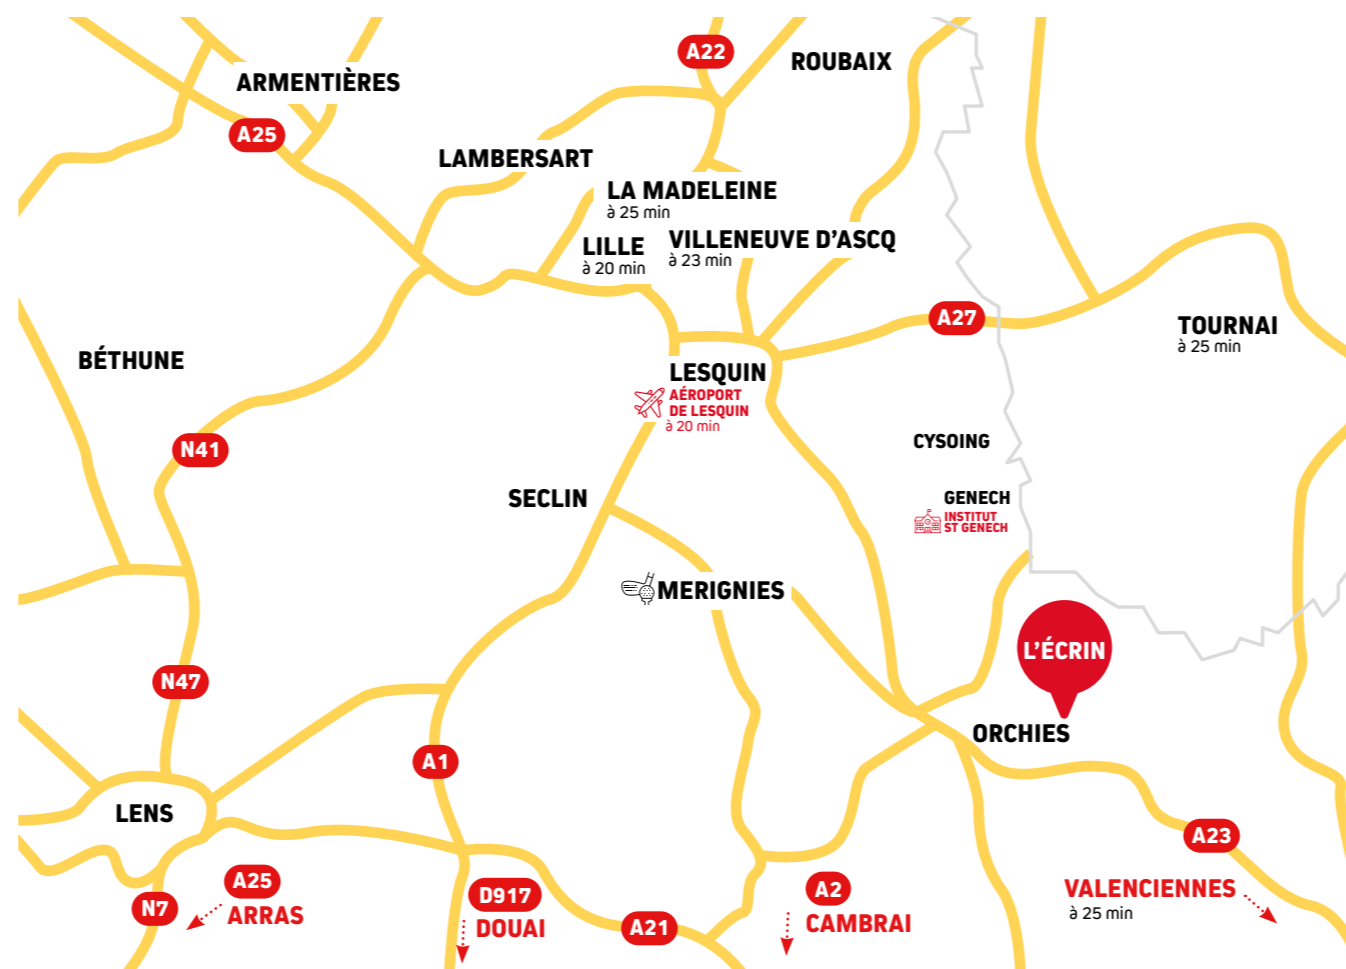 A22
ROUBAIX
ARMENTIÈRES
A25
LAMBERSART
LA MADELEINE
à 25 min
LILLE
à 20 min
VILLENEUVE D'ASCQ
à 23 min
A27
TOURNAI
à 25 min
BÉTHUNE
LESQUIN
AÉROPORT
DE LESQUIN
à 20 min
N41
CYSOING
SECLIN
GENECH
INSTITUT
ST GENECH
MERIGNIES
L'ÉCRIN
N47
ORCHIES
A1
LENS
A23
A25
ARRAS
N7
D917
DOUAI
A21
A2
CAMBRAI
VALENCIENNES
à 25 min